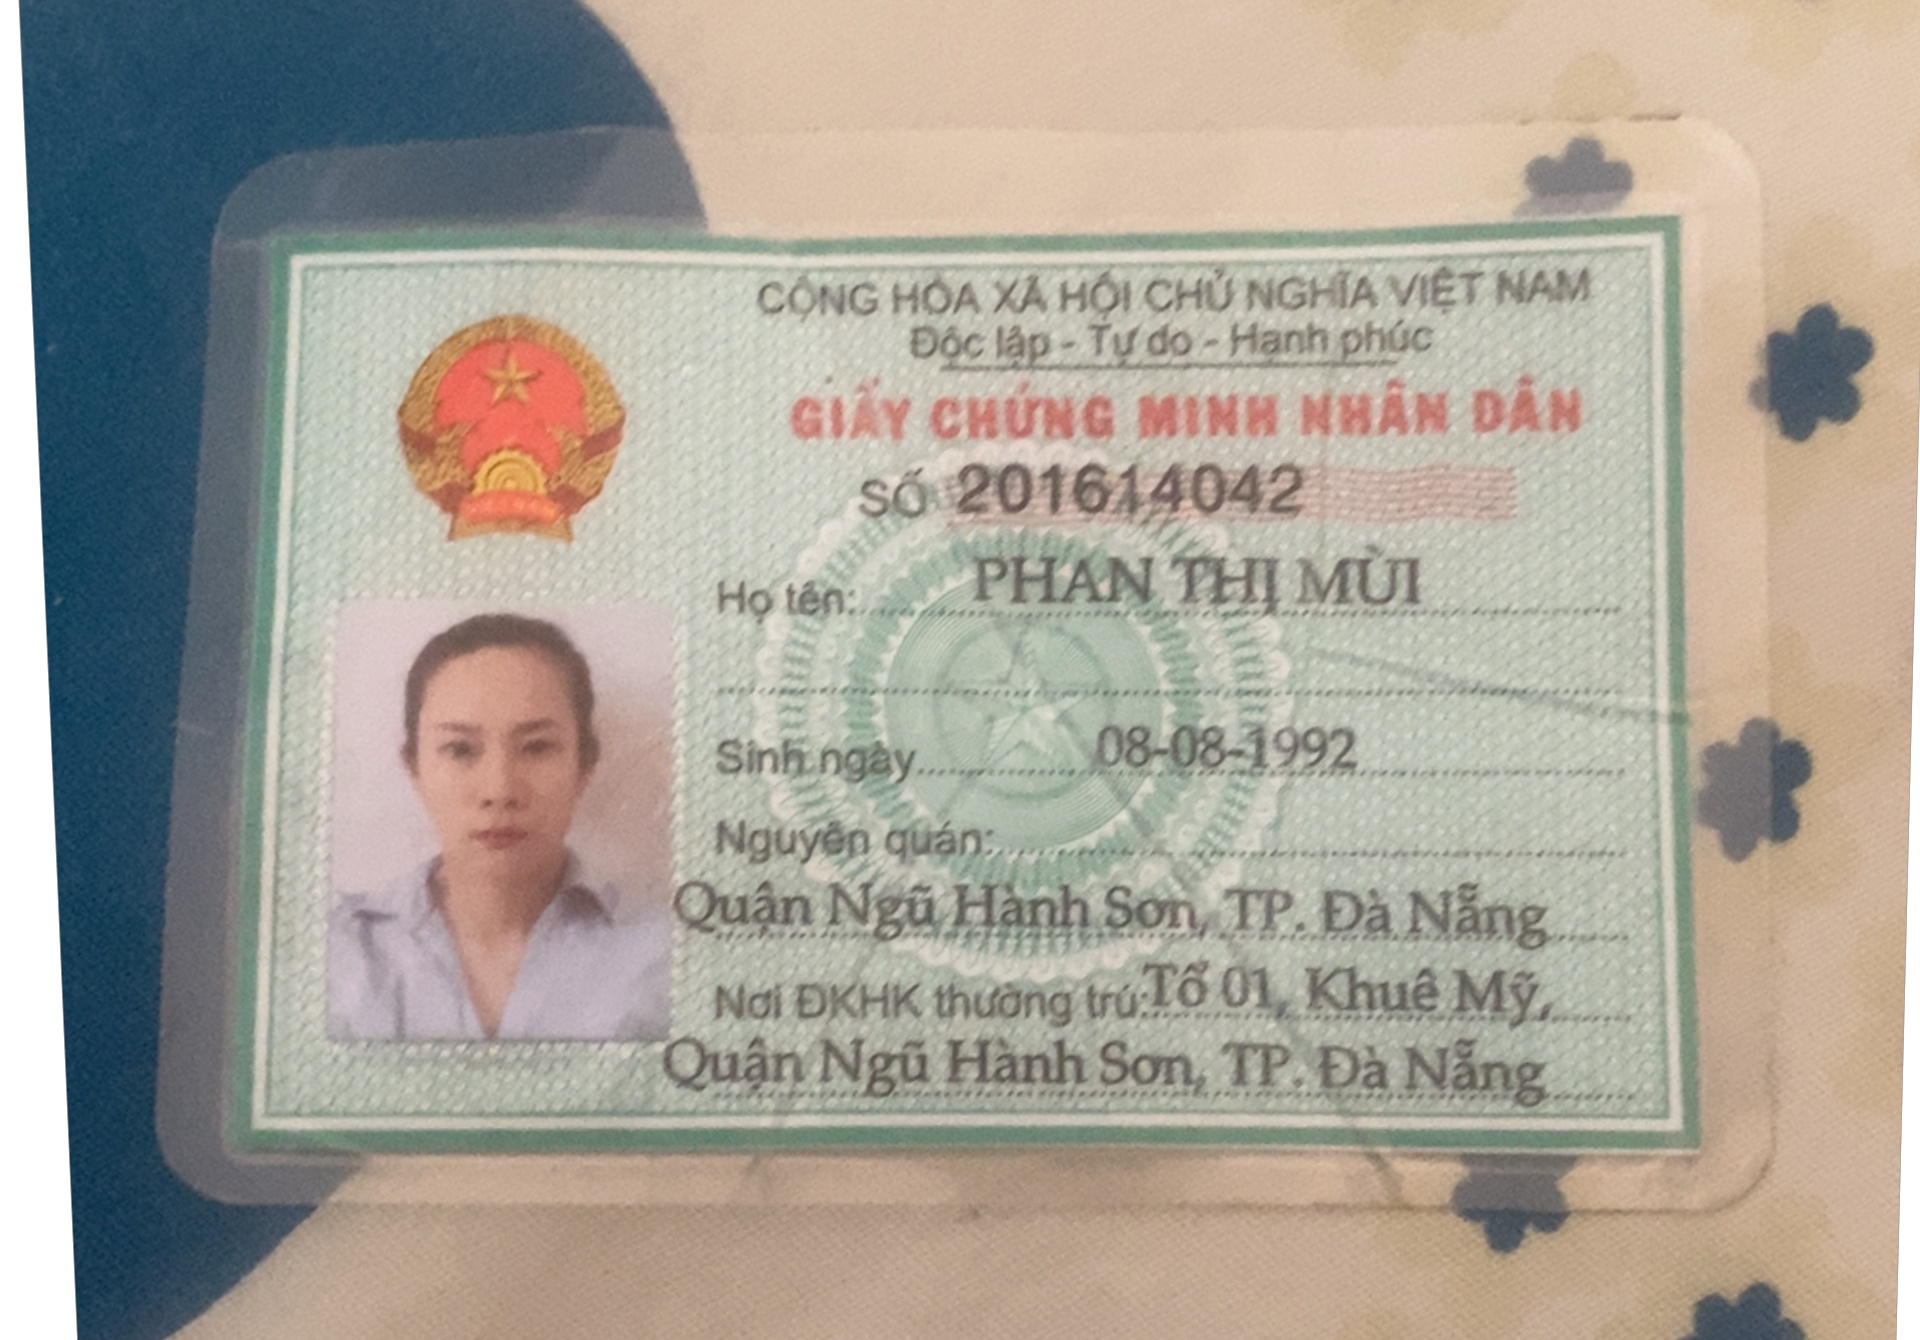 CỘNG HÒA XÃ HỘI CHỦ NGHĨA VIỆT NAM
Độc lập - Tự do - Hạnh phúc
GIẤY CHỨNG MINH NHÂN DÂN
SỐ 201614042
Họ tên: PHAN THỊ MÙI
Sinh ngày 08-08-1992
Nguyên quán:
Quận Ngũ Hành Sơn, TP. Đà Nẵng
Nơi ĐKHK thường trú: Tổ 01, Khuê Mỹ,
Quận Ngũ Hành Sơn, TP. Đà Nẵng